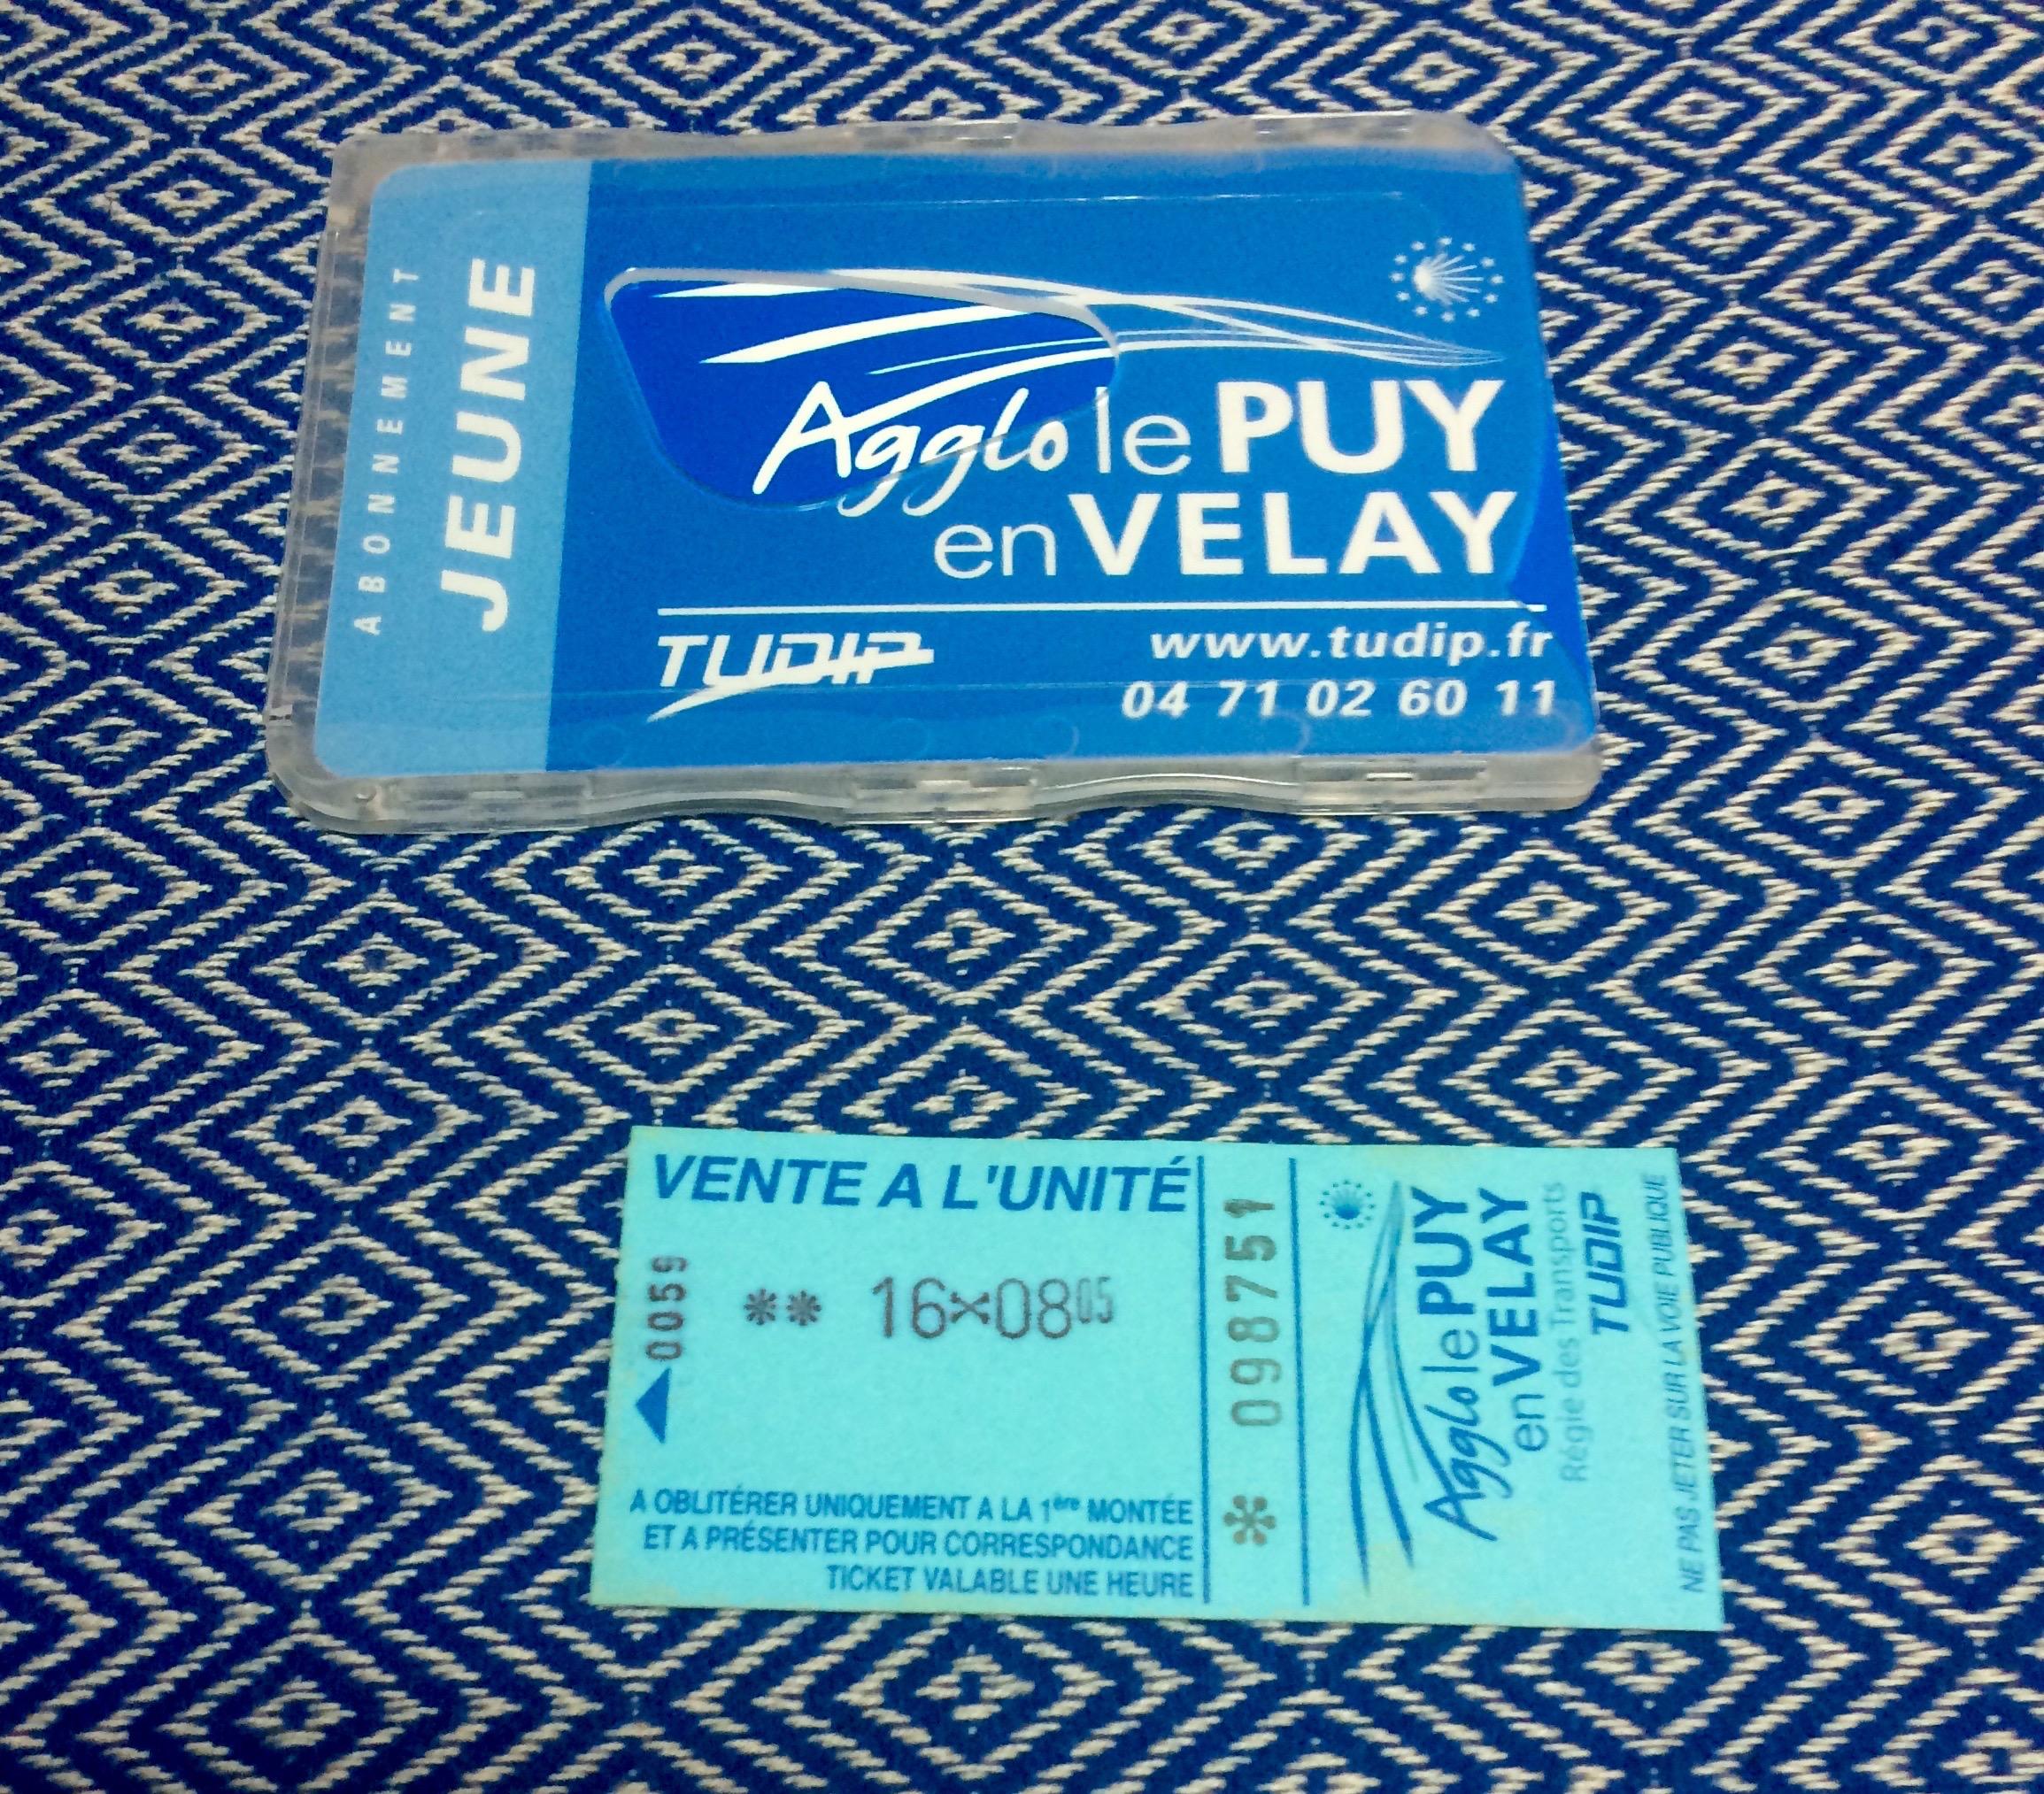 ABONNEMENT
JEUNE
Agglo le PUY
en VELAY
TUDIP
www.tudip.fr
04 71 02 60 11
VENTE A L'UNITÉ
0059
** 16×0805
A OBLITÉRER UNIQUEMENT A LA 1ère MONTÉE
ET A PRÉSENTER POUR CORRESPONDANCE
TICKET VALABLE UNE HEURE
* 098751
Agglo le PUY
en VELAY
Régie des Transports
TUDIP
NE PAS JETER SUR LA VOIE PUBLIQUE